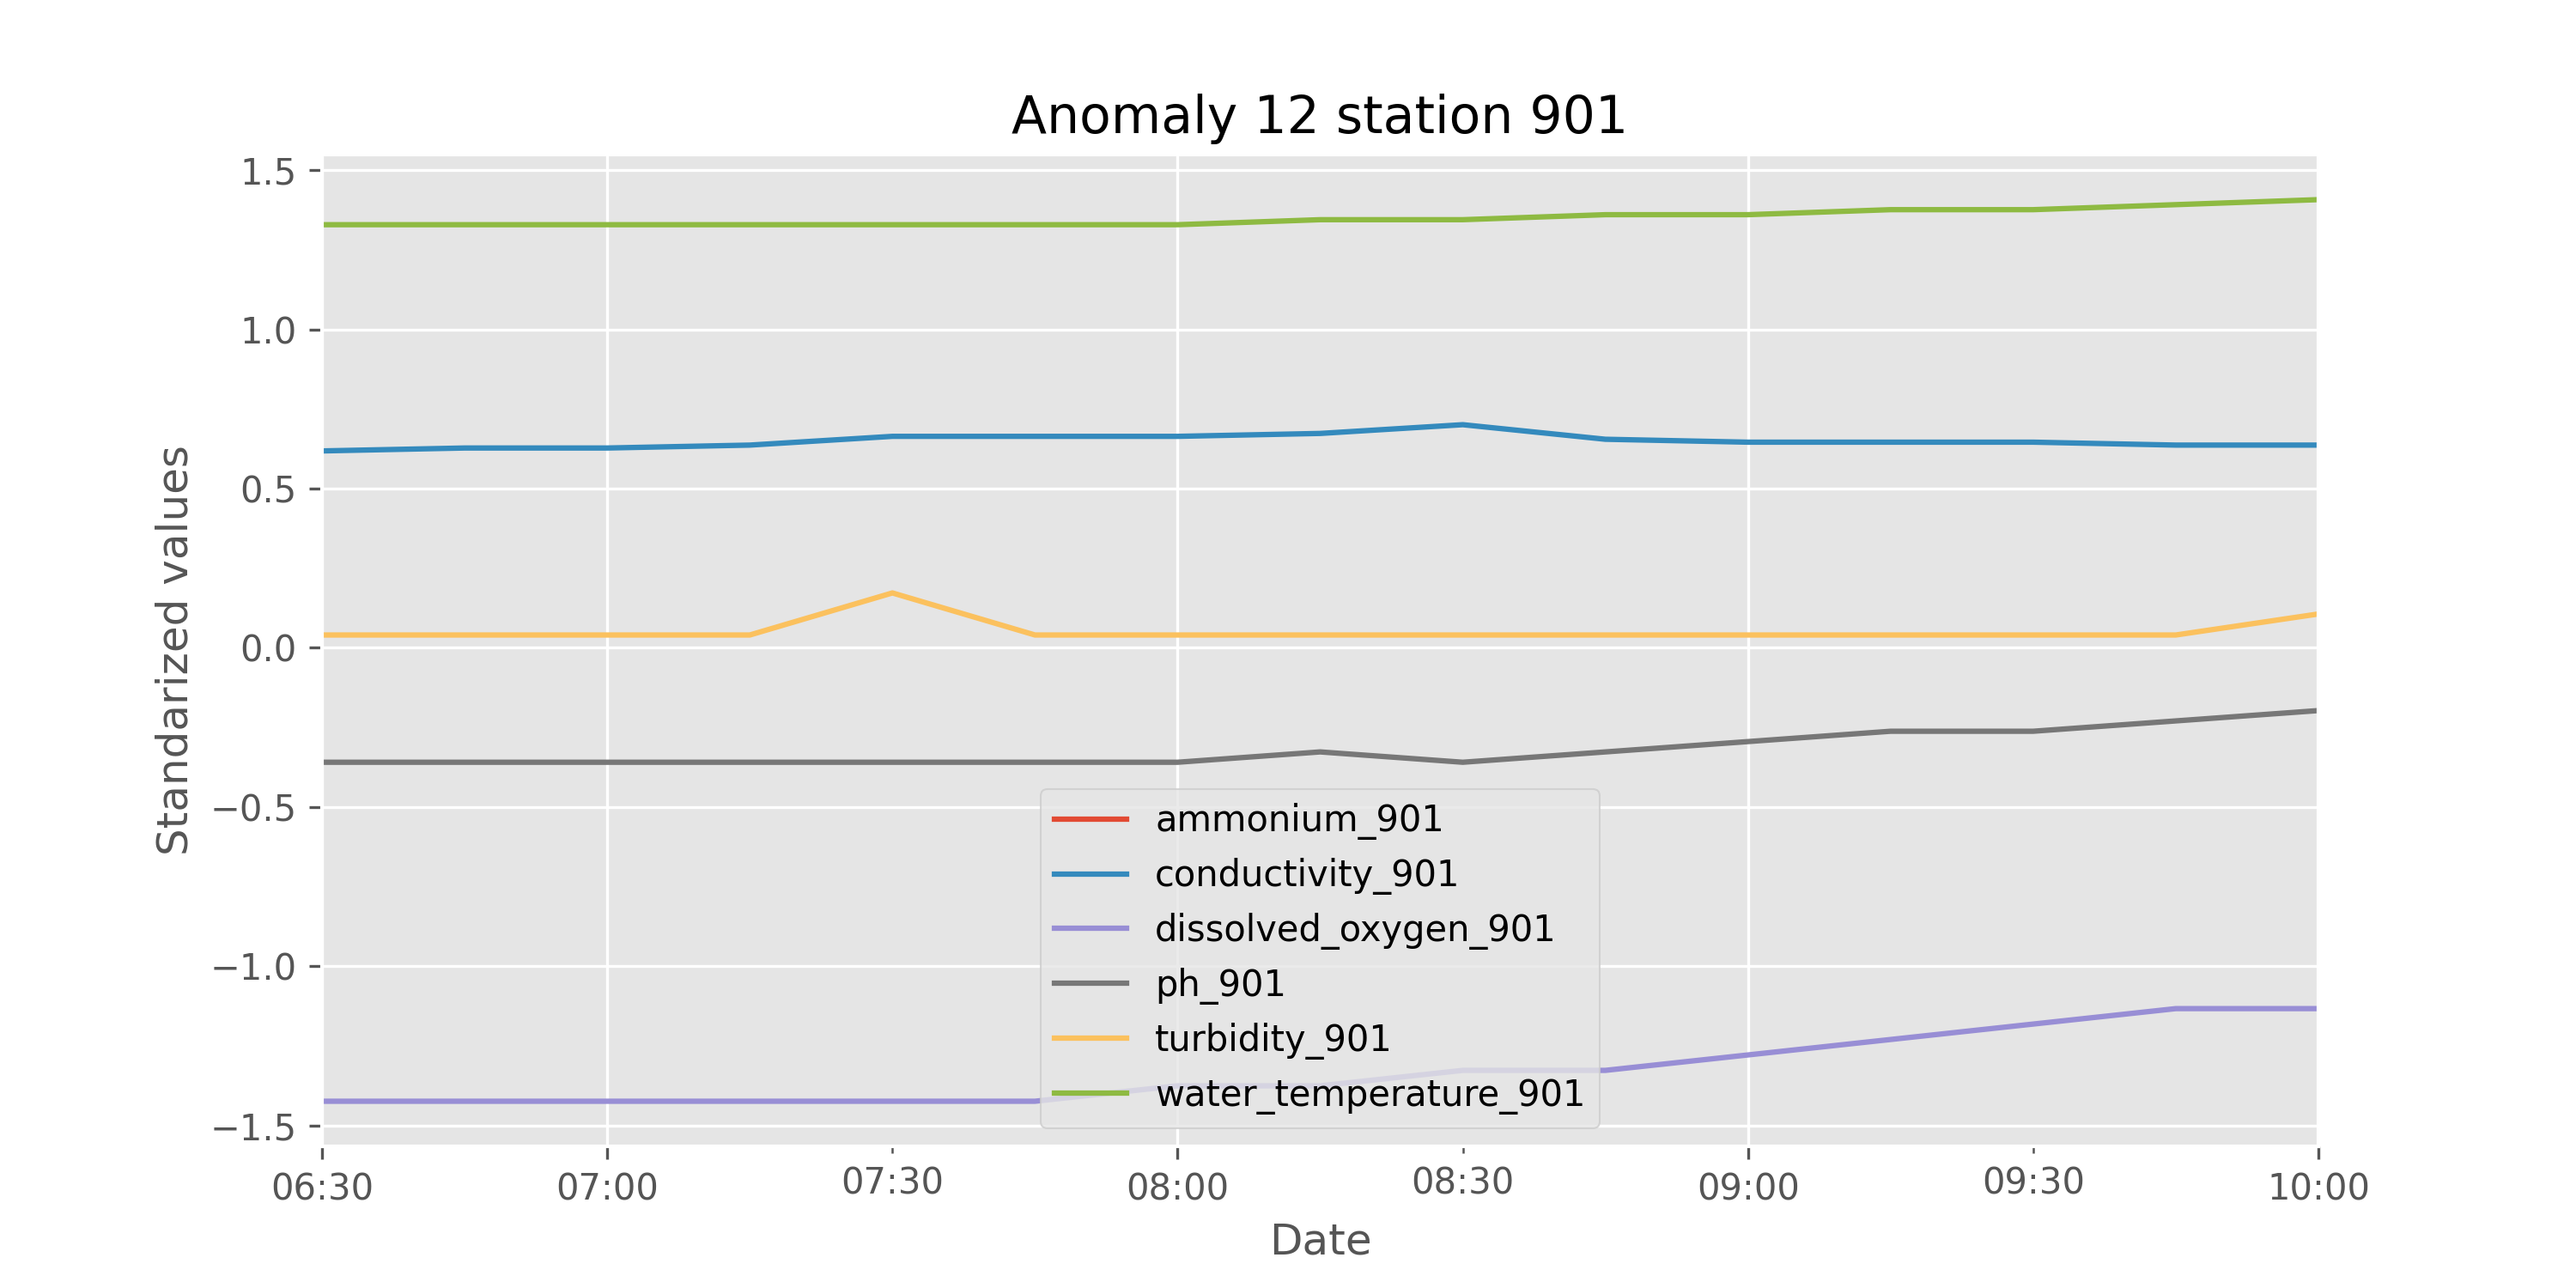 Anomaly 12 station 901
1.5
1.0
0.5
0.0
−0.5
−1.0
−1.5
Standarized values
ammonium_901
conductivity_901
dissolved_oxygen_901
ph_901
turbidity_901
water_temperature_901
06:30 07:00 07:30 08:00 08:30 09:00 09:30 10:00
Date